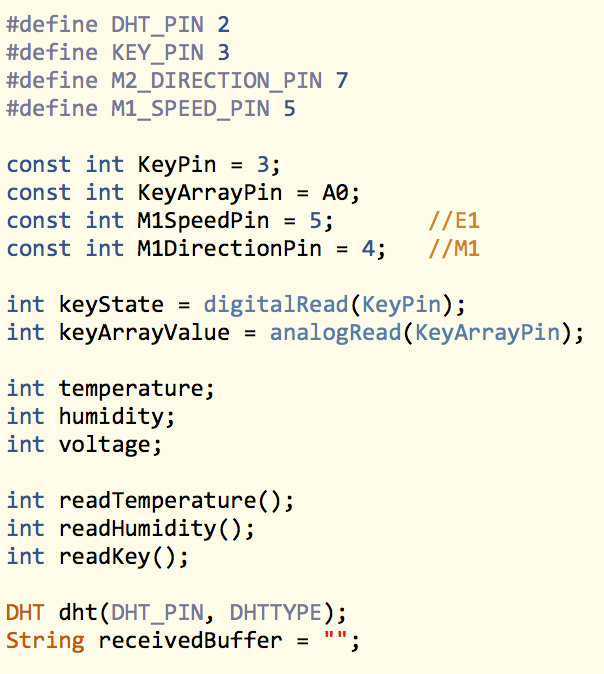 #define DHT_PIN 2
#define KEY_PIN 3
#define M2_DIRECTION_PIN 7
#define M1_SPEED_PIN 5
const int KeyPin = 3;
const int KeyArrayPin = A0;
const int M1SpeedPin = 5; //E1
const int M1DirectionPin = 4; //M1
int keyState = digitalRead(KeyPin);
int keyArrayValue = analogRead(KeyArrayPin);
int temperature;
int humidity;
int voltage;
int readTemperature();
int readHumidity();
int readKey();
DHT dht(DHT_PIN, DHTTYPE);
String receivedBuffer = "";